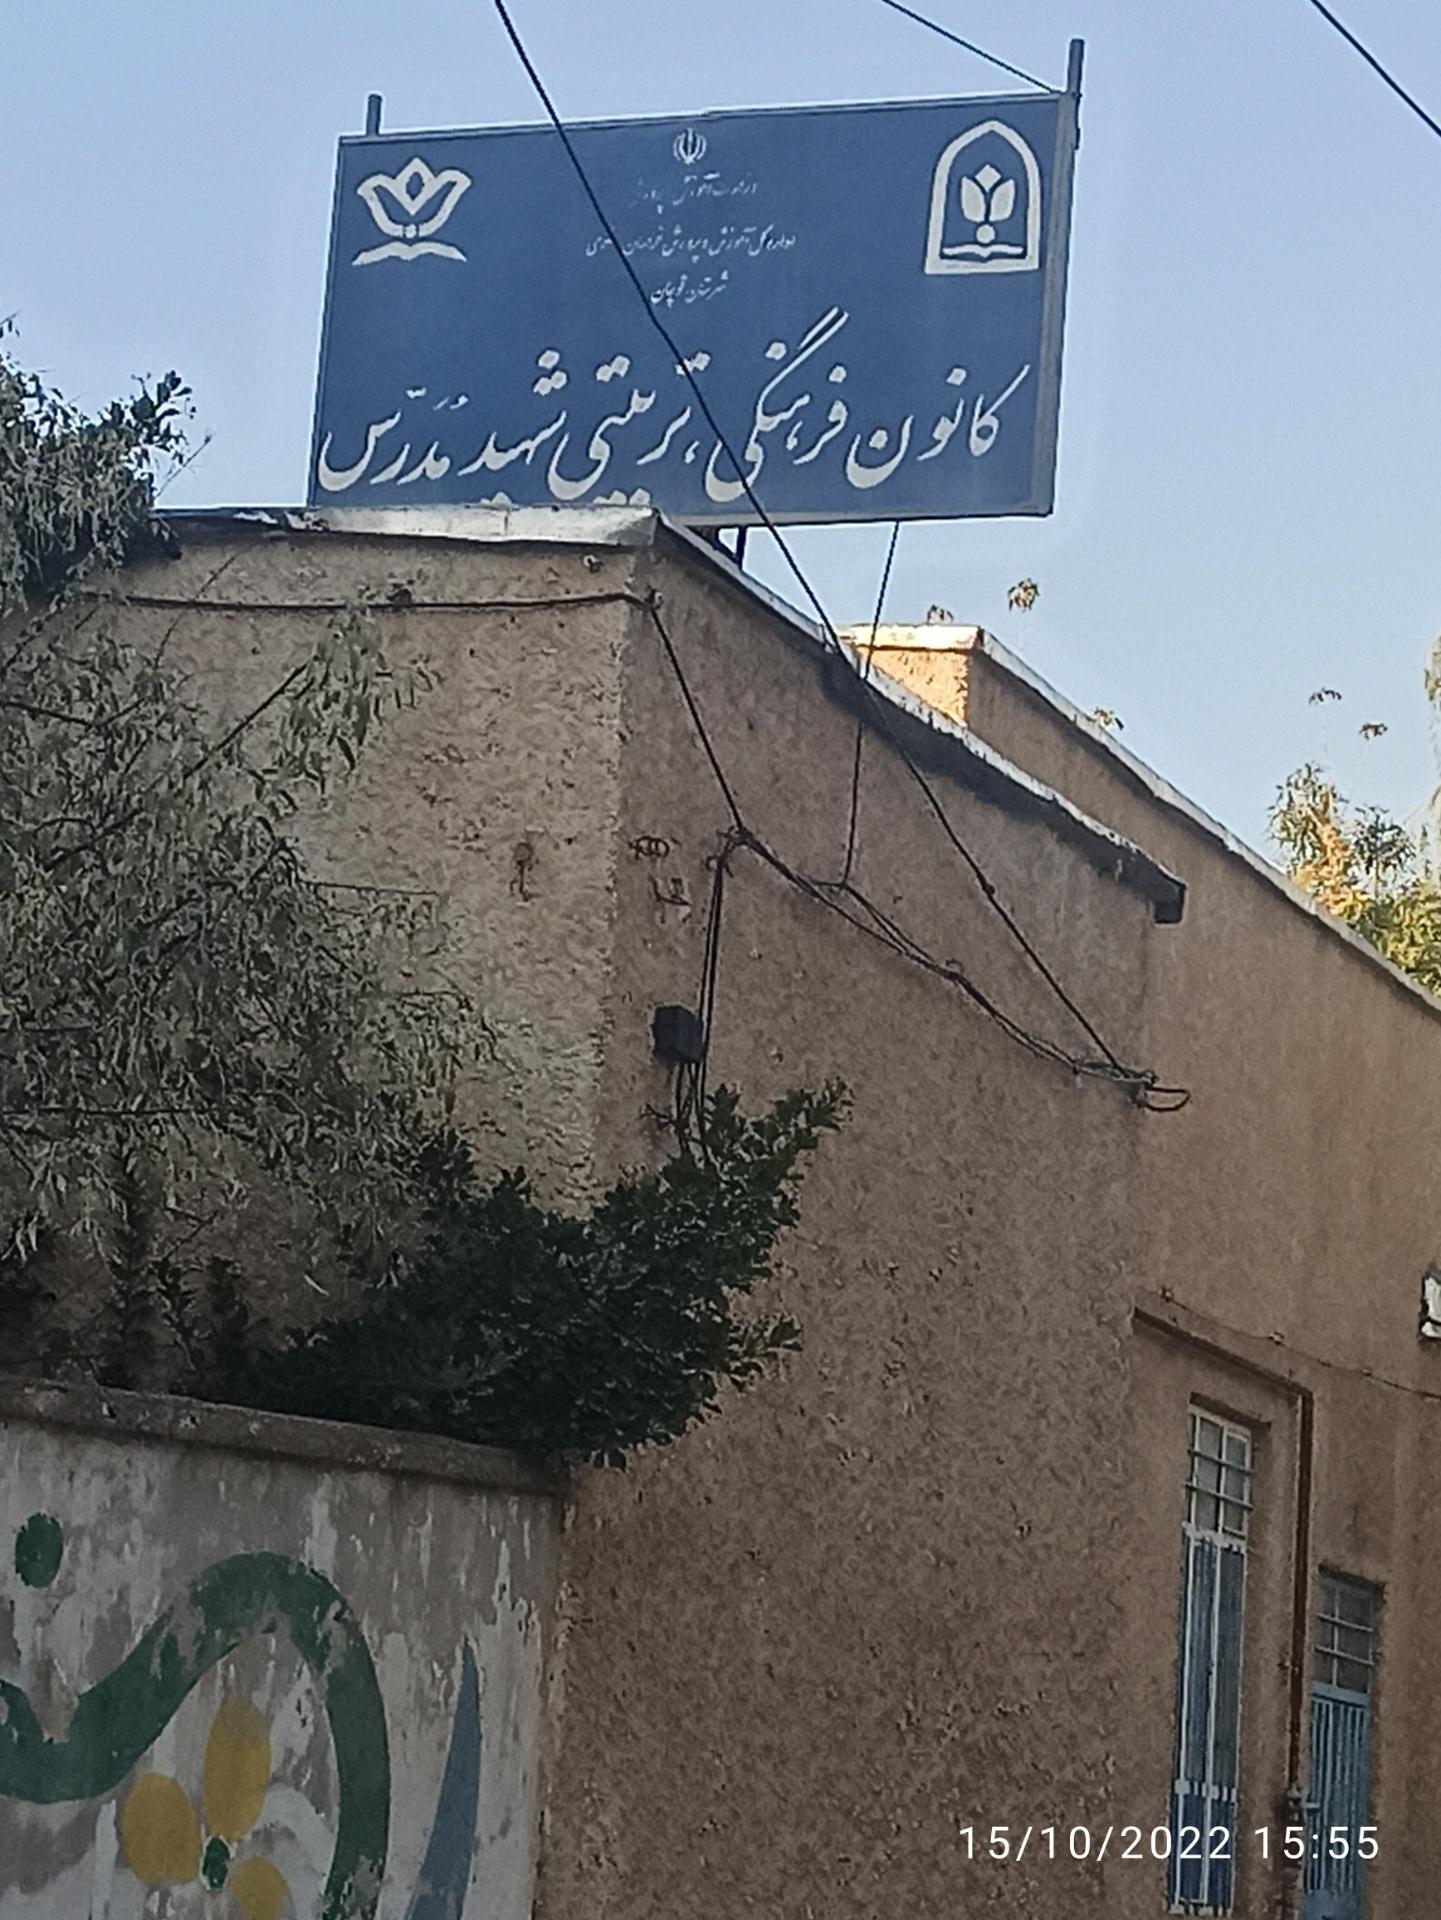 وزارت آموزش و پرورش
اداره کل آموزش و پرورش خراسان رضوی
شهرستان قوچان
کانون فرهنگی، تربیتی شهید مُدَرّس
15/10/2022 15:55